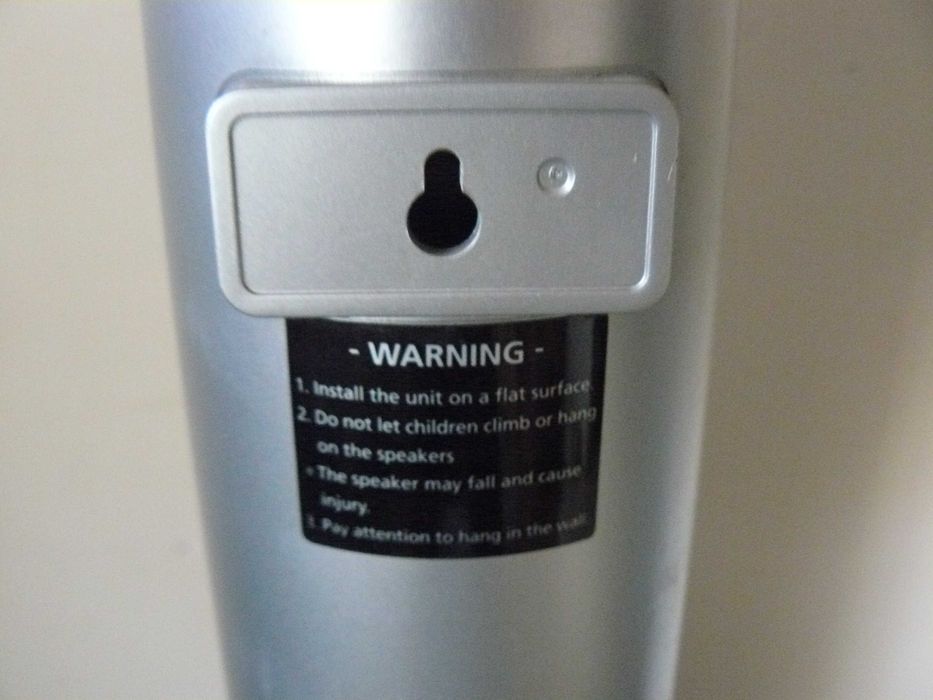 - WARNING -
1. Install the unit on a flat surface.
2. Do not let children climb or hang
on the speakers
* The speaker may fall and cause
injury.
3. Pay attention to hang in the wall.